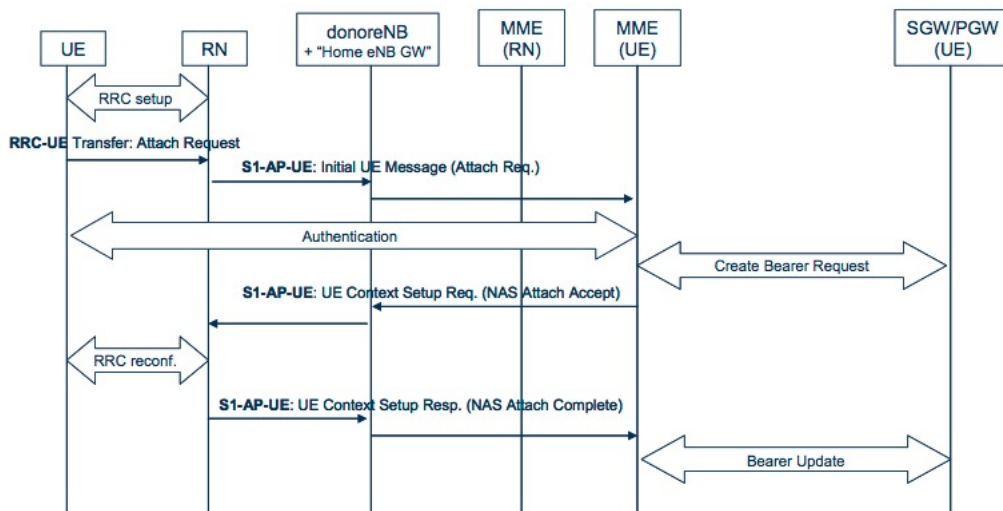 UE
RN
donoreNB
+ "Home eNB GW"
MME
(RN)
MME
(UE)
SGW/PGW
(UE)
RRC setup
RRC-UE Transfer: Attach Request
S1-AP-UE: Initial UE Message (Attach Req.)
Authentication
Create Bearer Request
S1-AP-UE: UE Context Setup Req. (NAS Attach Accept)
RRC reconf.
S1-AP-UE: UE Context Setup Resp. (NAS Attach Complete)
Bearer Update